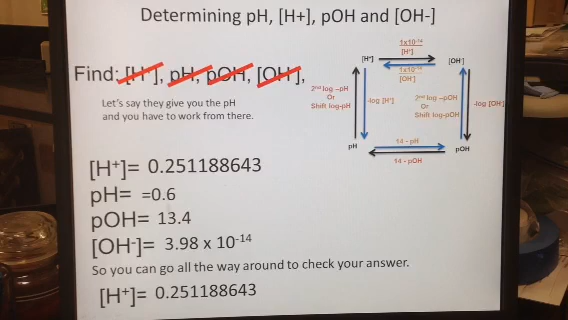 Determining pH, [H+], pOH and [OH-]
Find: [H+], pH, pOH, [OH-],
Let's say they give you the pH
and you have to work from there.
[H+]= 0.251188643
pH= =0.6
pOH= 13.4
[OH-]= 3.98 x 10-14
So you can go all the way around to check your answer.
[H+]= 0.251188643
1x10-14
[H+]
[H+]
[OH-]
1x10-14
[OH-]
2nd log –pH
Or
Shift log-pH
-log [H+]
2nd log –pOH
Or
Shift log-pOH
-log [OH-]
pH
14 - pH
pOH
14 - pOH